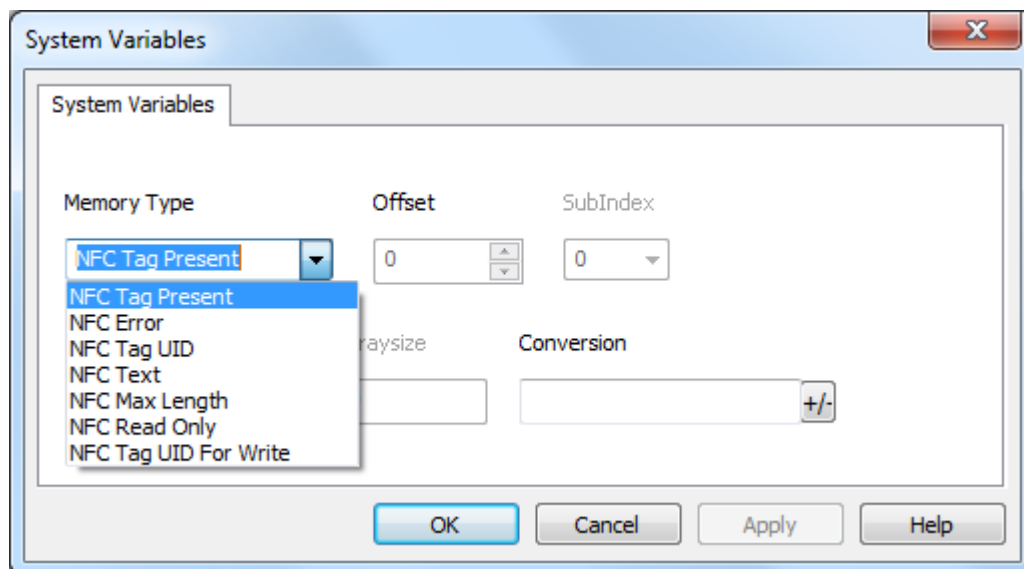 System Variables
System Variables
Memory Type Offset SubIndex
NFC Tag Present 0 0
NFC Tag Present
NFC Error
NFC Tag UID
NFC Text
NFC Max Length
NFC Read Only
NFC Tag UID For Write
raysize Conversion
+/-
OK Cancel Apply Help